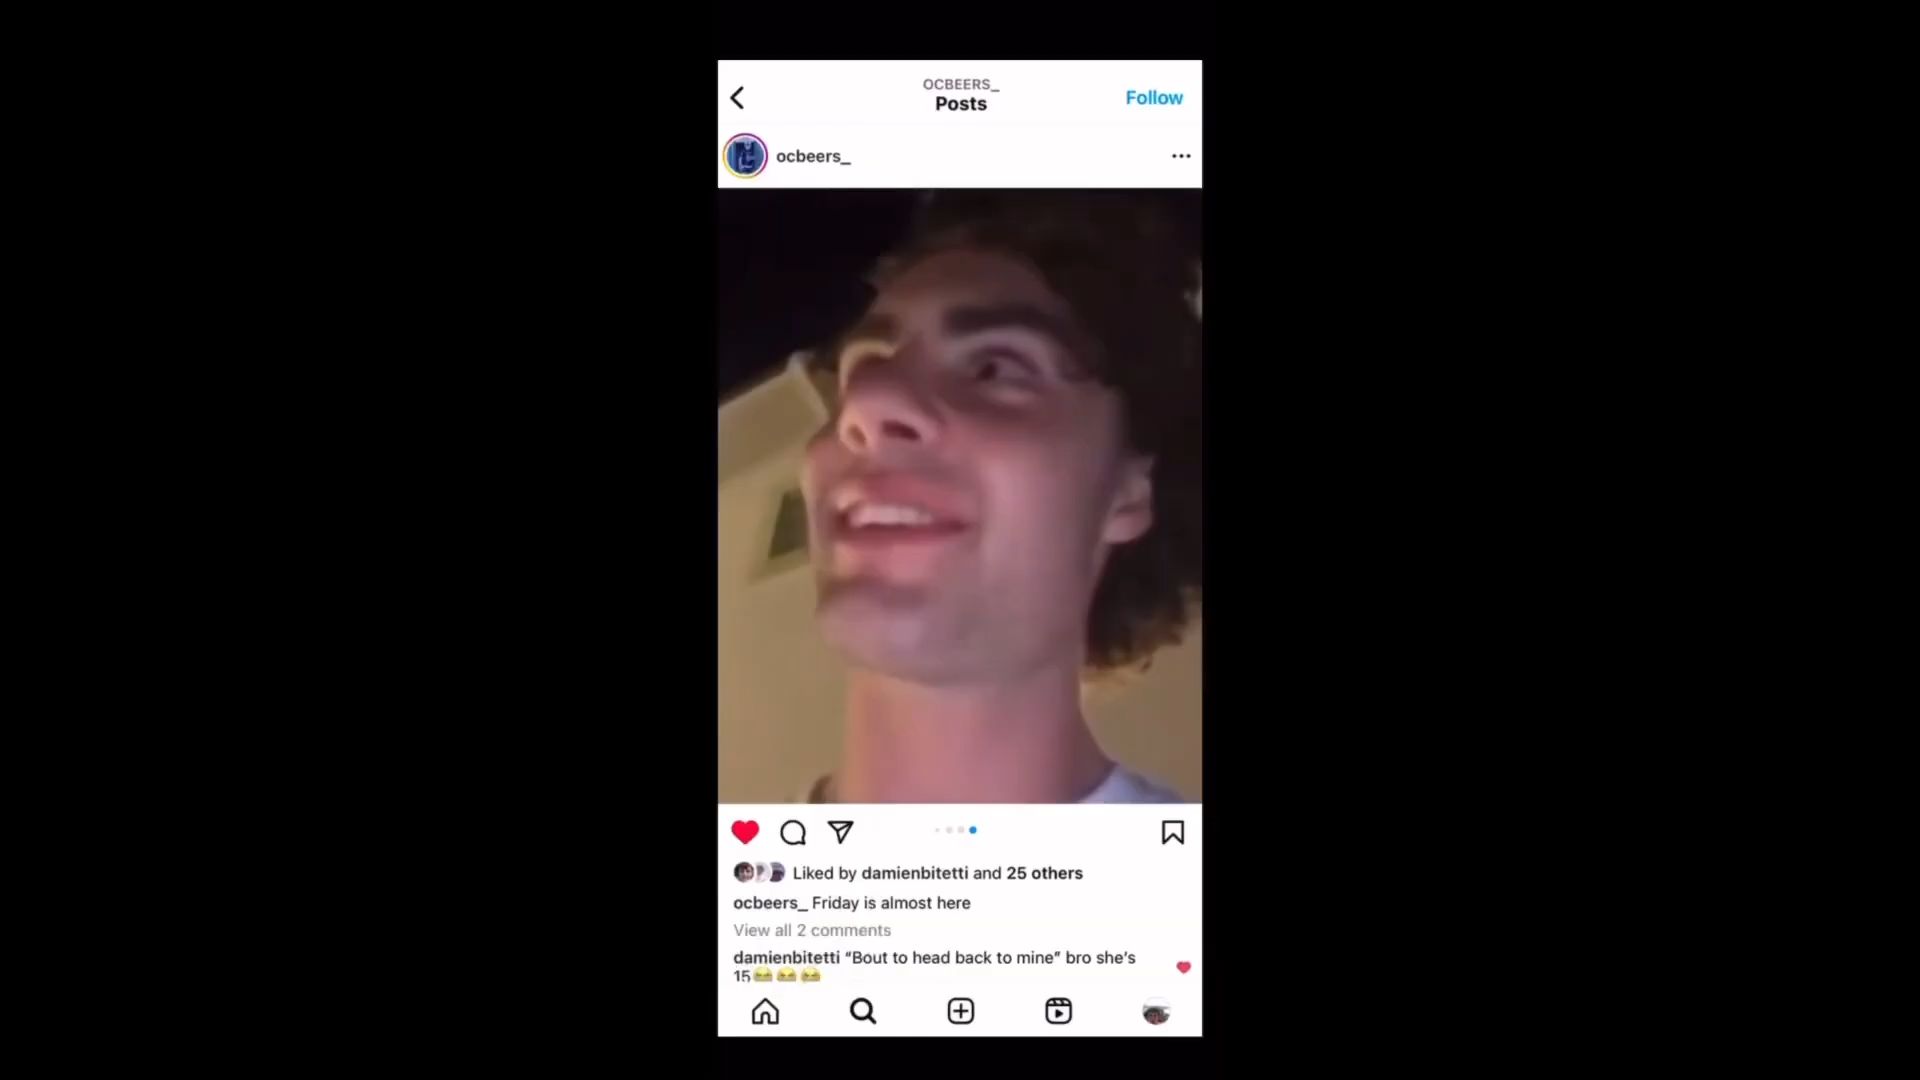 OCBEERS_
Posts
Follow
ocbeers_
Liked by damienbitetti and 25 others
ocbeers_ Friday is almost here
View all 2 comments
damienbitetti “Bout to head back to mine” bro she’s
15😂😂😂